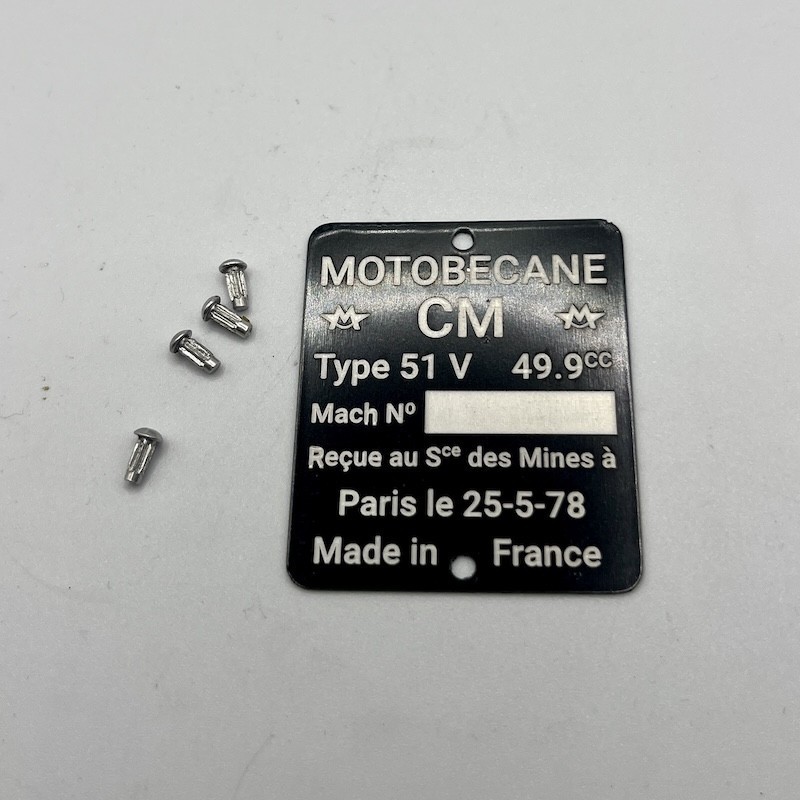 MOTOBECANE
M CM M
Type 51 V 49.9cc
Mach Nº
Reçue au Sce des Mines à
Paris le 25-5-78
Made in France